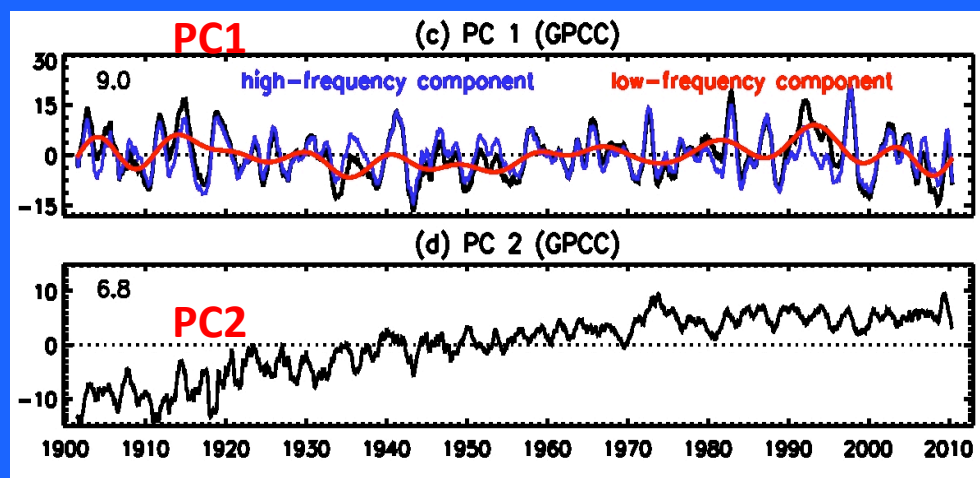 PC1
(c) PC 1 (GPCC)
30
9.0
high-frequency component
low-frequency component
15
0
-15
(d) PC 2 (GPCC)
10
6.8
PC2
0
-10
1900 1910 1920 1930 1940 1950 1960 1970 1980 1990 2000 2010